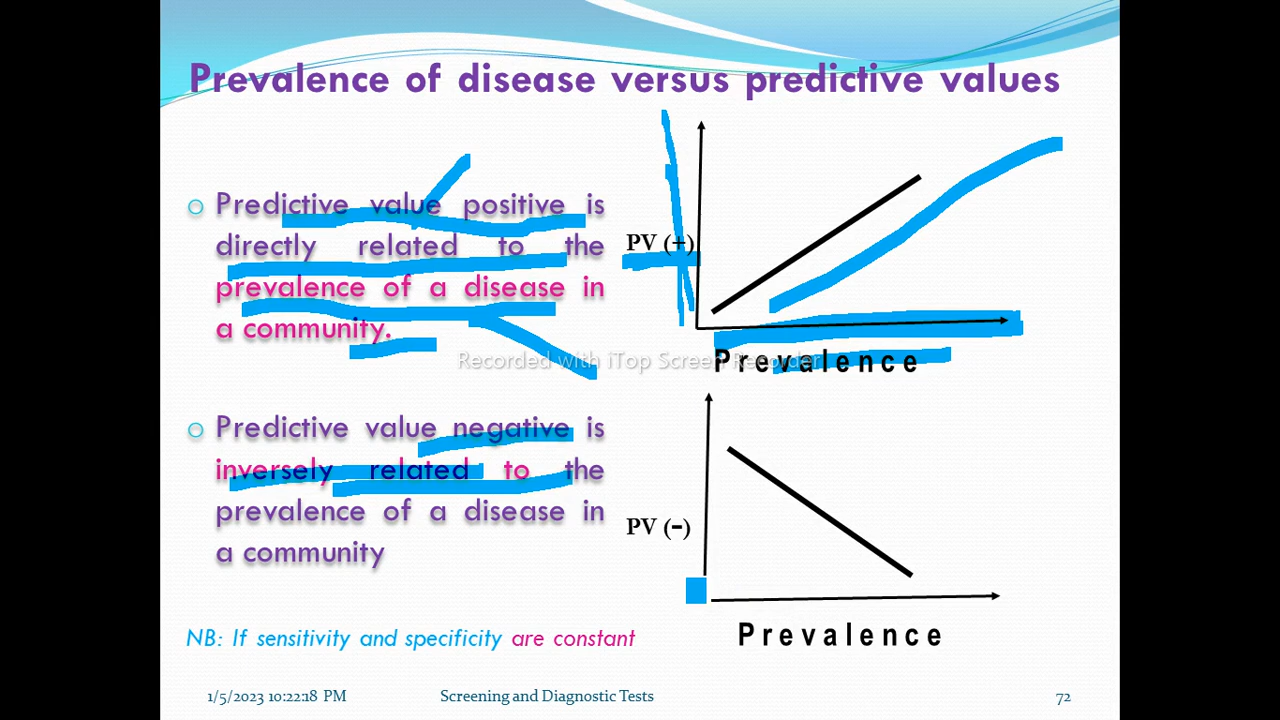 Prevalence of disease versus predictive values
Predictive value positive is
directly related to the
prevalence of a disease in
a community.
PV (+)
Prevalence
Recorded with iTop Screen Recorder
Predictive value negative is
inversely related to the
prevalence of a disease in
a community
PV (-)
Prevalence
NB: If sensitivity and specificity are constant
1/5/2023 10:22:18 PM
Screening and Diagnostic Tests
72